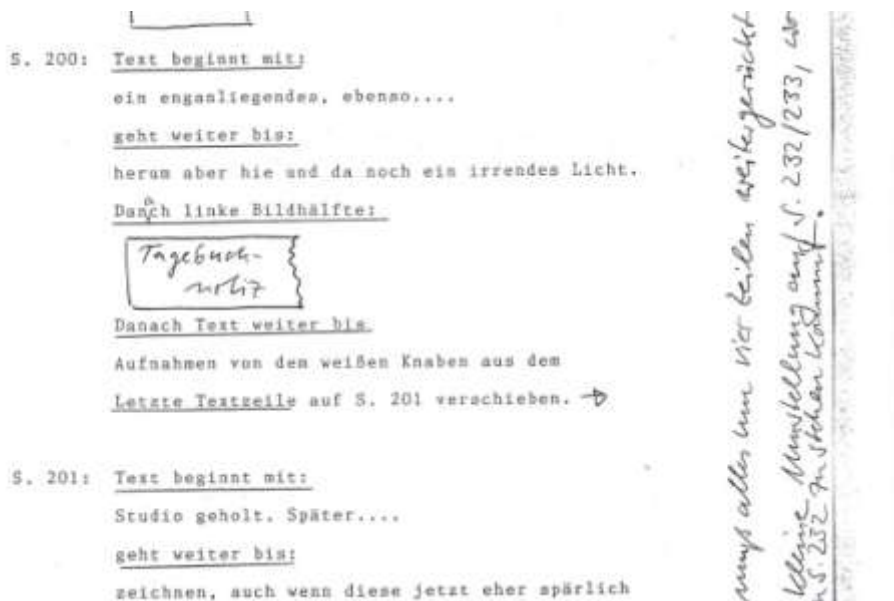 S. 200: Text beginnt mit:
ein enganliegendes, ebenso....
geht weiter bis:
herum aber hie und da noch ein irrendes Licht.
Danach linke Bildhälfte:
Tagebuch-
notiz
Danach Text weiter bis
Aufnahmen von dem weißen Knaben aus dem
Letzte Textzeile auf S. 201 verschieben. →
S. 201: Text beginnt mit:
Studio geholt. Später....
geht weiter bis:
zeichnen, auch wenn diese jetzt eher spärlich
alles um vier Zeilen weitergerückt
kleine Umstellung auf S. 232/233, wo
S. 232 zu stehen kommt.